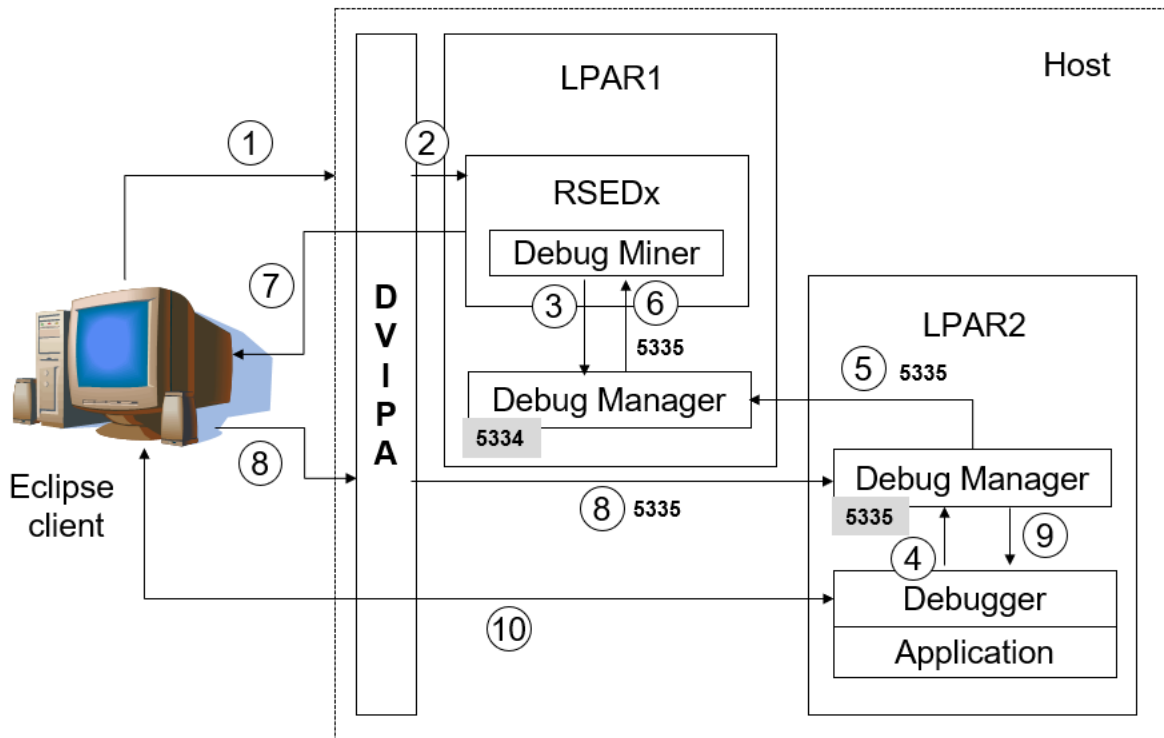 Host
LPAR1
1
2
RSEDx
Debug Miner
7
3
6
5335
D
V
I
P
A
LPAR2
5
5335
Debug Manager
5334
8
Eclipse
client
8
5335
Debug Manager
5335
4
9
Debugger
10
Application